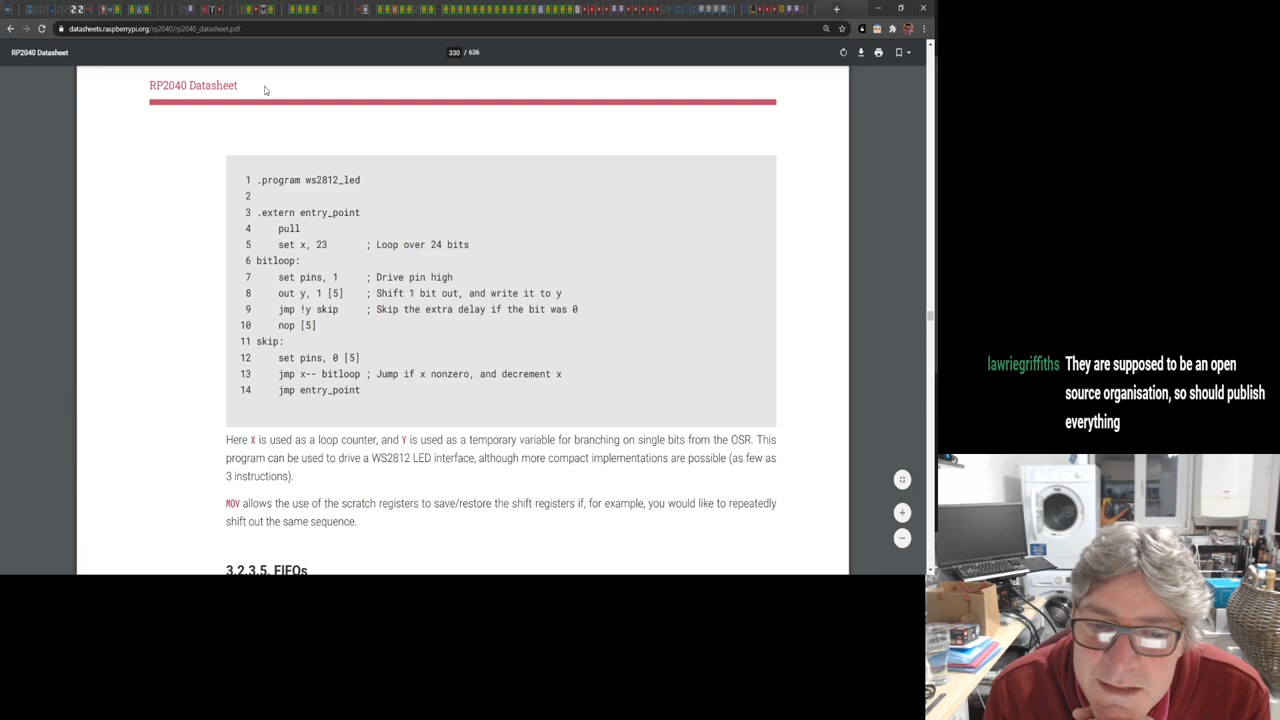 datasheets.raspberrypi.org/rp2040/rp2040_datasheet.pdf
RP2040 Datasheet
330 / 636
RP2040 Datasheet
1 .program ws2812_led
2
3 .extern entry_point
4 pull
5 set x, 23 ; Loop over 24 bits
6 bitloop:
7 set pins, 1 ; Drive pin high
8 out y, 1 [5] ; Shift 1 bit out, and write it to y
9 jmp !y skip ; Skip the extra delay if the bit was 0
10 nop [5]
11 skip:
12 set pins, 0 [5]
13 jmp x-- bitloop ; Jump if x nonzero, and decrement x
14 jmp entry_point
Here X is used as a loop counter, and Y is used as a temporary variable for branching on single bits from the OSR. This
program can be used to drive a WS2812 LED interface, although more compact implementations are possible (as few as
3 instructions).
MOV allows the use of the scratch registers to save/restore the shift registers if, for example, you would like to repeatedly
shift out the same sequence.
3.2.3.5. FIFOs
lawriegriffiths They are supposed to be an open
source organisation, so should publish
everything